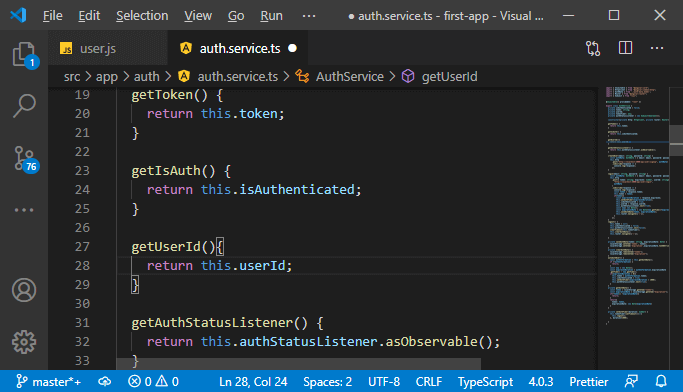 Edit Selection View Go Run ··· ● auth.service.ts - first-app - Visual ...
user.js auth.service.ts ●
src > app > auth > auth.service.ts > AuthService > getUserId
19 getToken() {
20 return this.token;
21 }
22
23 getIsAuth() {
24 return this.isAuthenticated;
25 }
26
27 getUserId(){
28 return this.userId;
29 }
30
31 getAuthStatusListener() {
32 return this.authStatusListener.asObservable();
33 }
1
76
master*+ 0 0 Ln 28, Col 24 Spaces: 2 UTF-8 CRLF TypeScript 4.0.3 Prettier